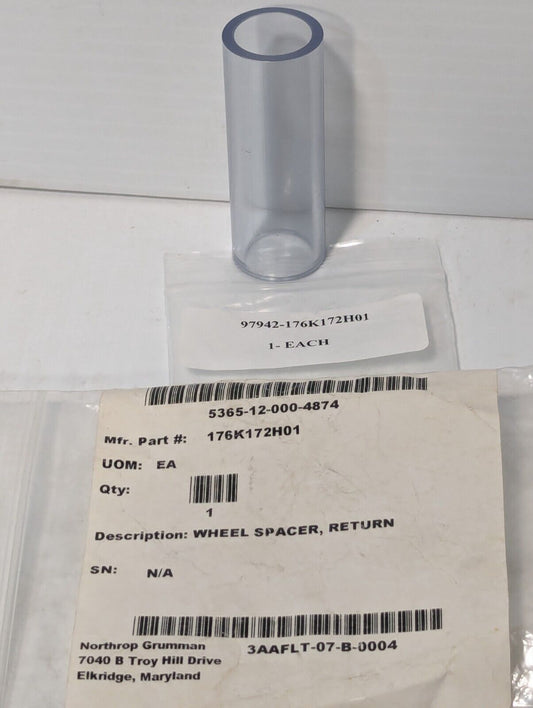 97942-176K172H01
1- EACH
5365-12-000-4874
Mfr. Part #: 176K172H01
UOM: EA
Qty:
1
Description: WHEEL SPACER, RETURN
SN: N/A
Northrop Grumman 3AAFLT-07-B-0004
7040 B Troy Hill Drive
Elkridge, Maryland